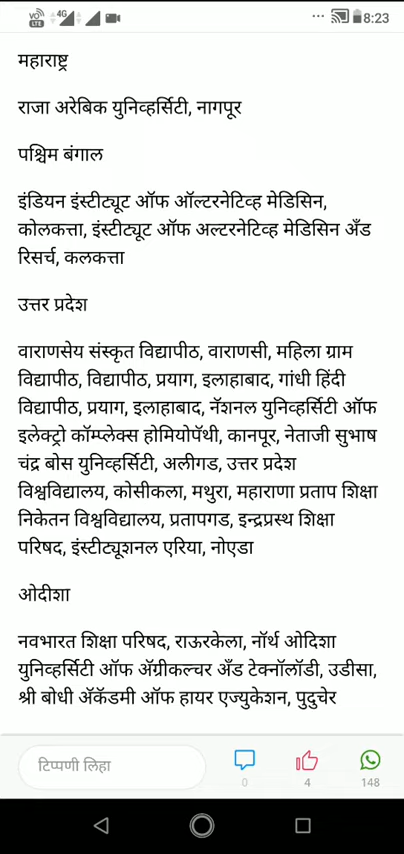 VO LTE 4G 8:23
महाराष्ट्र
राजा अरेबिक युनिव्हर्सिटी, नागपूर
पश्चिम बंगाल
इंडियन इंस्टीट्यूट ऑफ ऑल्टरनेटिव्ह मेडिसिन,
कोलकत्ता, इंस्टीट्यूट ऑफ अल्टरनेटिव्ह मेडिसिन अँड
रिसर्च, कलकत्ता
उत्तर प्रदेश
वाराणसेय संस्कृत विद्यापीठ, वाराणसी, महिला ग्राम
विद्यापीठ, विद्यापीठ, प्रयाग, इलाहाबाद, गांधी हिंदी
विद्यापीठ, प्रयाग, इलाहाबाद, नॅशनल युनिव्हर्सिटी ऑफ
इलेक्ट्रो कॉम्प्लेक्स होमियोपॅथी, कानपूर, नेताजी सुभाष
चंद्र बोस युनिव्हर्सिटी, अलीगड, उत्तर प्रदेश
विश्वविद्यालय, कोसीकला, मथुरा, महाराणा प्रताप शिक्षा
निकेतन विश्वविद्यालय, प्रतापगड, इन्द्रप्रस्थ शिक्षा
परिषद, इंस्टीट्यूशनल एरिया, नोएडा
ओदीशा
नवभारत शिक्षा परिषद, राऊरकेला, नॉर्थ ओदिशा
युनिव्हर्सिटी ऑफ अ‍ॅग्रीकल्चर अँड टेक्नॉलॉडी, उडीसा,
श्री बोधी अ‍ॅकॅडमी ऑफ हायर एज्युकेशन, पुदुचेर
टिप्पणी लिहा
0 4 148